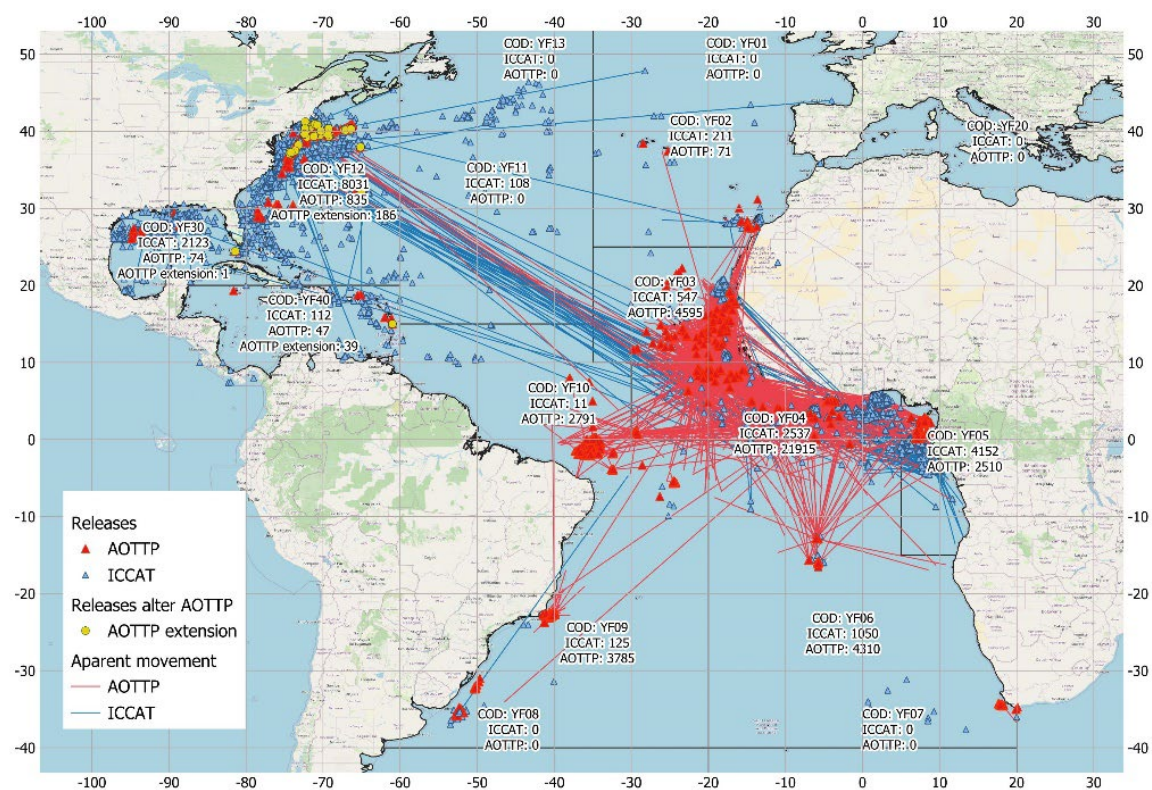 -100 -90 -80 -70 -60 -50 -40 -30 -20 -10 0 10 20 30
50 50
COD: YF13
ICCAT: 0
AOTTP: 0
COD: YF01
ICCAT: 0
AOTTP: 0
40 40
COD: YF02
ICCAT: 211
AOTTP: 71
COD: YF20
ICCAT: 0
AOTTP: 0
COD: YF12
ICCAT: 8031
AOTTP: 835
AOTTP extension: 186
COD: YF11
ICCAT: 108
AOTTP: 0
30 30
COD: YF30
ICCAT: 2123
AOTTP: 74
AOTTP extension: 1
20 20
COD: YF40
ICCAT: 112
AOTTP: 47
AOTTP extension: 39
COD: YF03
ICCAT: 547
AOTTP: 4595
10 10
COD: YF10
ICCAT: 11
AOTTP: 2791
COD: YF04
ICCAT: 2537
AOTTP: 21915
COD: YF05
ICCAT: 4152
AOTTP: 2510
0 0
-10 -10
Releases
AOTTP
ICCAT
Releases alter AOTTP
AOTTP extension
Apparent movement
AOTTP
ICCAT
-20 -20
COD: YF09
ICCAT: 125
AOTTP: 3785
COD: YF06
ICCAT: 1050
AOTTP: 4310
-30 -30
COD: YF08
ICCAT: 0
AOTTP: 0
COD: YF07
ICCAT: 0
AOTTP: 0
-40 -40
-100 -90 -80 -70 -60 -50 -40 -30 -20 -10 0 10 20 30